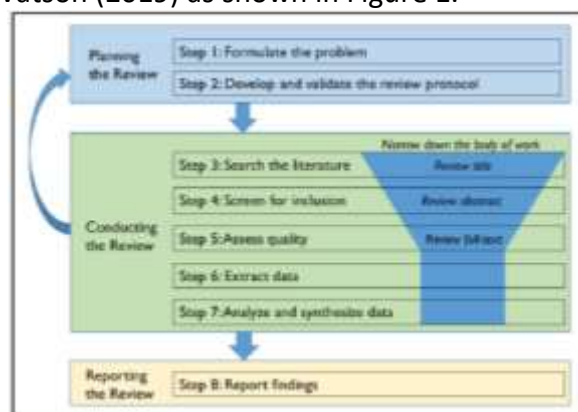 Watson (2019) as shown in Figure 1.
Planning
the Review
Step 1: Formulate the problem
Step 2: Develop and validate the review protocol
Narrow down the body of work
Step 3: Search the literature
Review title
Step 4: Screen for inclusion
Review abstract
Conducting
the Review
Step 5: Assess quality
Review full text
Step 6: Extract data
Step 7: Analyze and synthesize data
Reporting
the Review
Step 8: Report findings